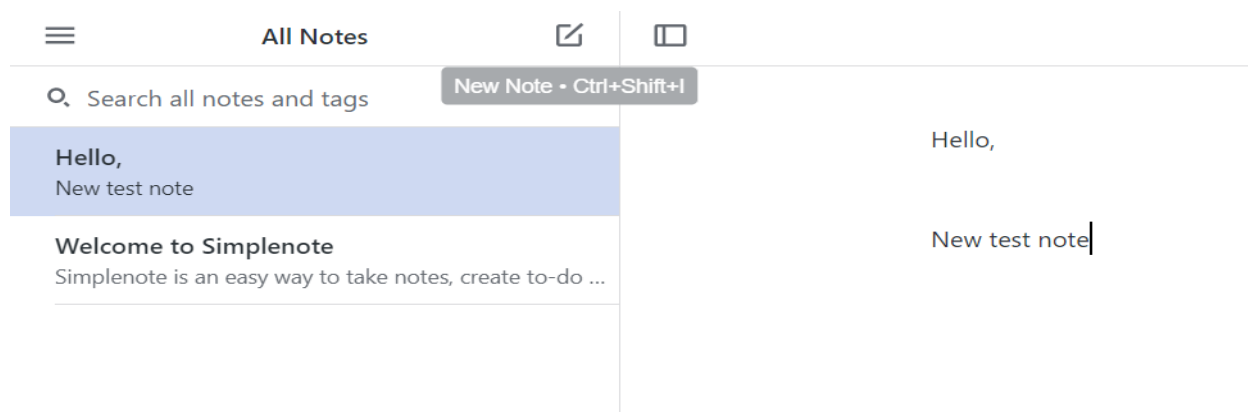 All Notes
New Note • Ctrl+Shift+I
Search all notes and tags
Hello,
New test note
Welcome to Simplenote
Simplenote is an easy way to take notes, create to-do ...
Hello,
New test note